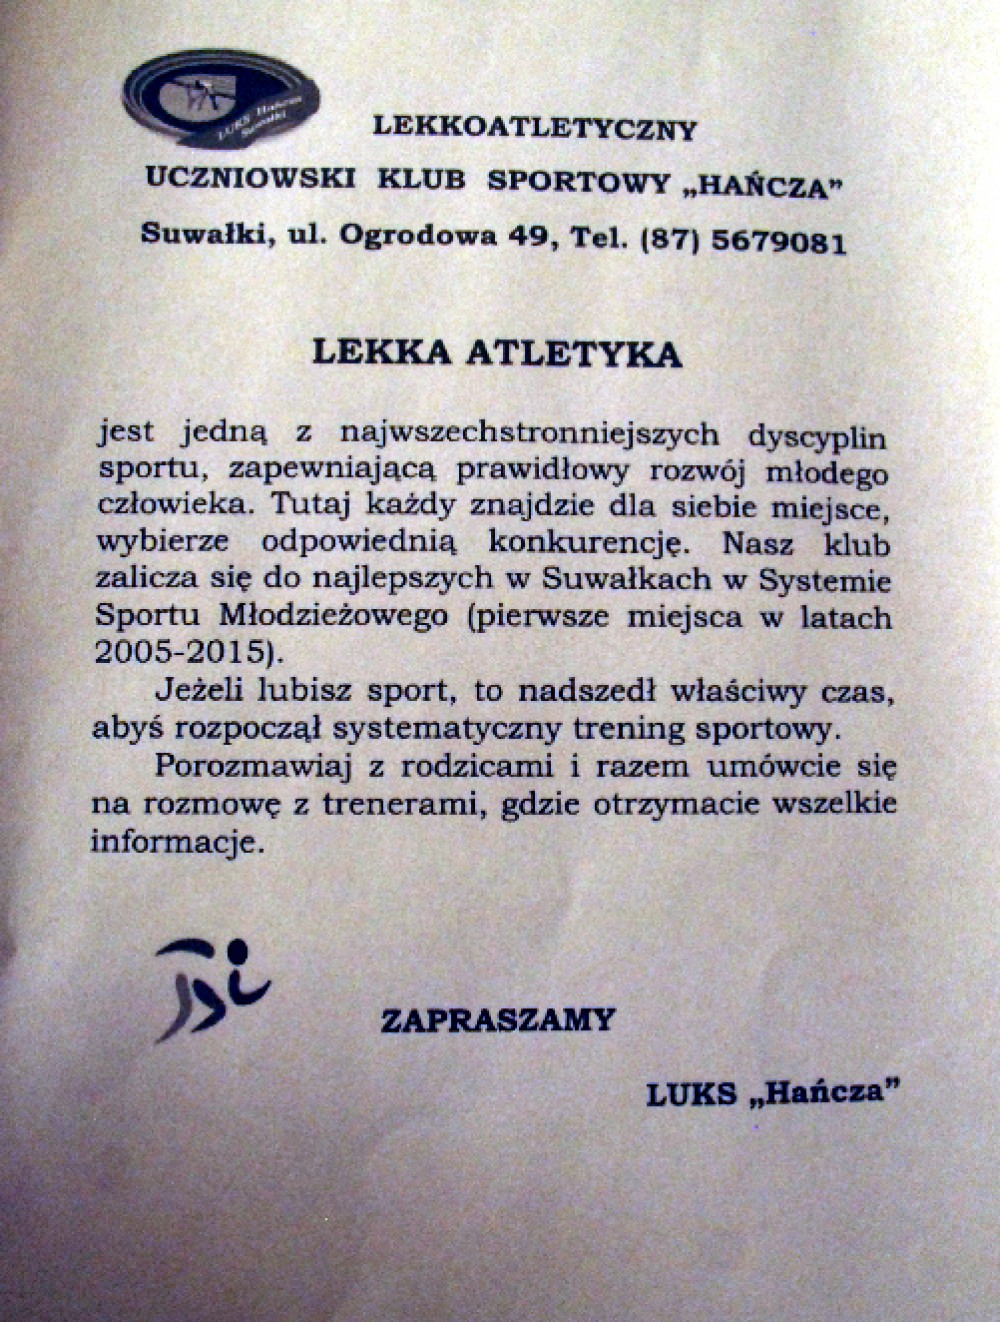 LUKS Hańcza
Suwałki
LEKKOATLETYCZNY
UCZNIOWSKI KLUB SPORTOWY „HAŃCZA”
Suwałki, ul. Ogrodowa 49, Tel. (87) 5679081
LEKKA ATLETYKA
jest jedną z najwszechstronniejszych dyscyplin
sportu, zapewniającą prawidłowy rozwój młodego
człowieka. Tutaj każdy znajdzie dla siebie miejsce,
wybierze odpowiednią konkurencję. Nasz klub
zalicza się do najlepszych w Suwałkach w Systemie
Sportu Młodzieżowego (pierwsze miejsca w latach
2005-2015).
Jeżeli lubisz sport, to nadszedł właściwy czas,
abyś rozpoczął systematyczny trening sportowy.
Porozmawiaj z rodzicami i razem umówcie się
na rozmowę z trenerami, gdzie otrzymacie wszelkie
informacje.
ZAPRASZAMY
LUKS „Hańcza”